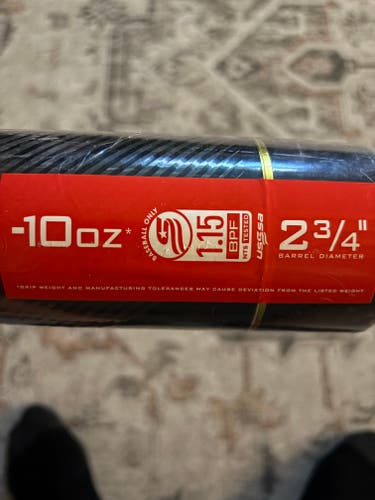 -10oz*
BASEBALL ONLY
1.15
BPF
NTS TESTED
usssa
2 3/4"
BARREL DIAMETER
*GRIP WEIGHT AND MANUFACTURING TOLERANCES MAY CAUSE DEVIATION FROM THE LISTED WEIGHT